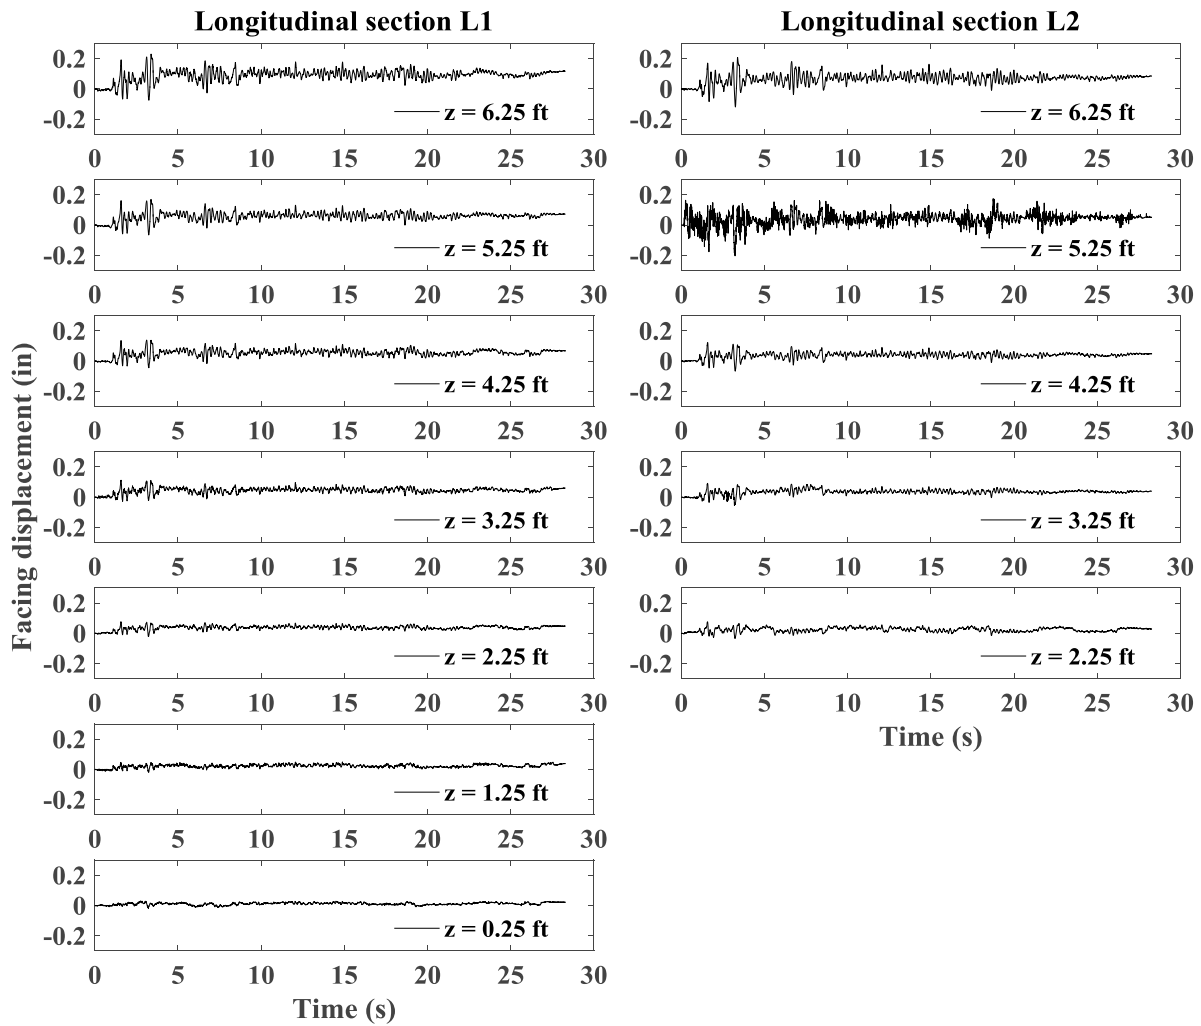 Longitudinal section L1
Longitudinal section L2
Facing displacement (in)
0.2
0
-0.2
z = 6.25 ft
0 5 10 15 20 25 30
0.2
0
-0.2
z = 6.25 ft
0 5 10 15 20 25 30
0.2
0
-0.2
z = 5.25 ft
0 5 10 15 20 25 30
0.2
0
-0.2
z = 5.25 ft
0 5 10 15 20 25 30
0.2
0
-0.2
z = 4.25 ft
0 5 10 15 20 25 30
0.2
0
-0.2
z = 4.25 ft
0 5 10 15 20 25 30
0.2
0
-0.2
z = 3.25 ft
0 5 10 15 20 25 30
0.2
0
-0.2
z = 3.25 ft
0 5 10 15 20 25 30
0.2
0
-0.2
z = 2.25 ft
0 5 10 15 20 25 30
0.2
0
-0.2
z = 2.25 ft
0 5 10 15 20 25 30
Time (s)
0.2
0
-0.2
z = 1.25 ft
0 5 10 15 20 25 30
0.2
0
-0.2
z = 0.25 ft
0 5 10 15 20 25 30
Time (s)